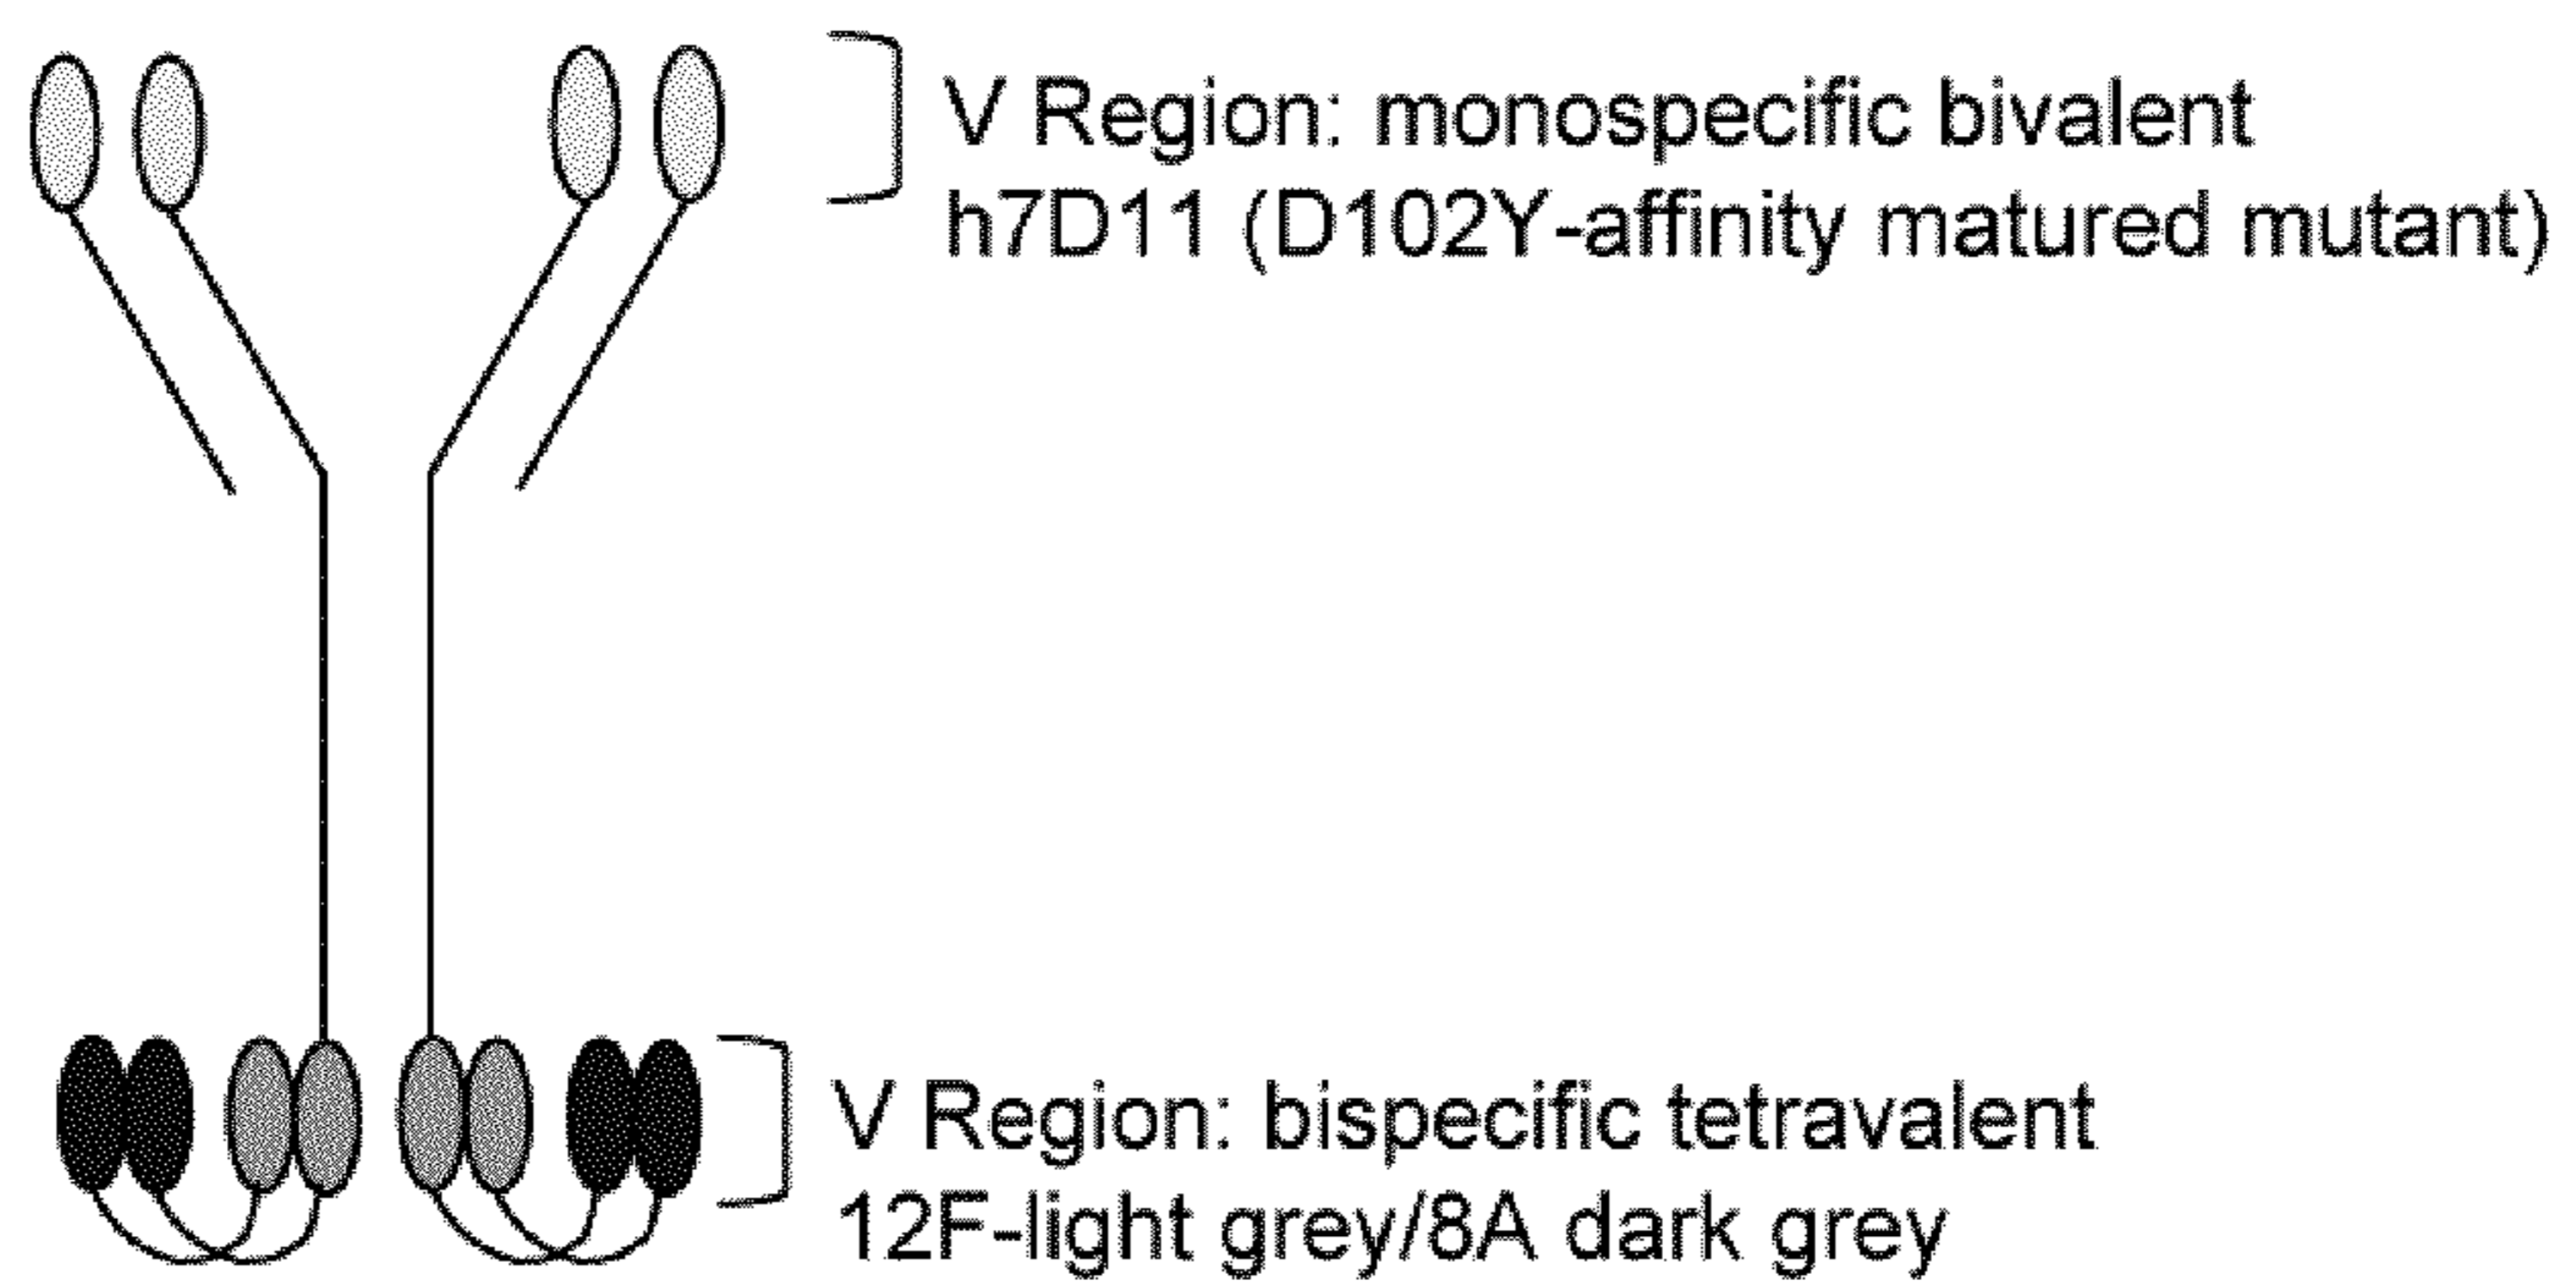 V Region: monospecific bivalent
h7D11 (D102Y-affinity matured mutant)
V Region: bispecific tetravalent
12F-light grey/8A dark grey